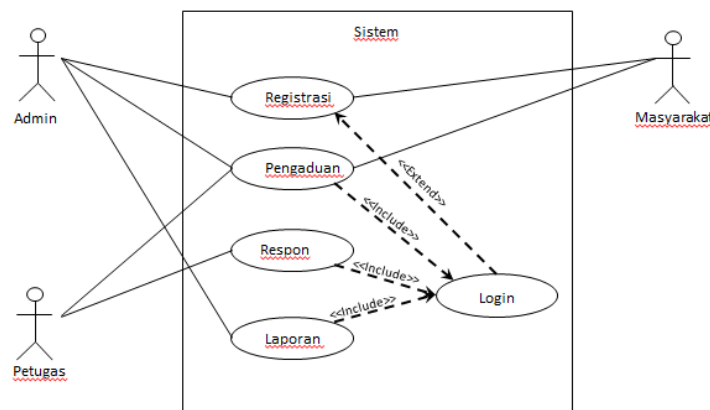 Sistem
Admin
Registrasi
Masyarakat
Pengaduan
<<Extend>>
<<Include>>
Respon
<<Include>>
Login
<<Include>>
Laporan
Petugas